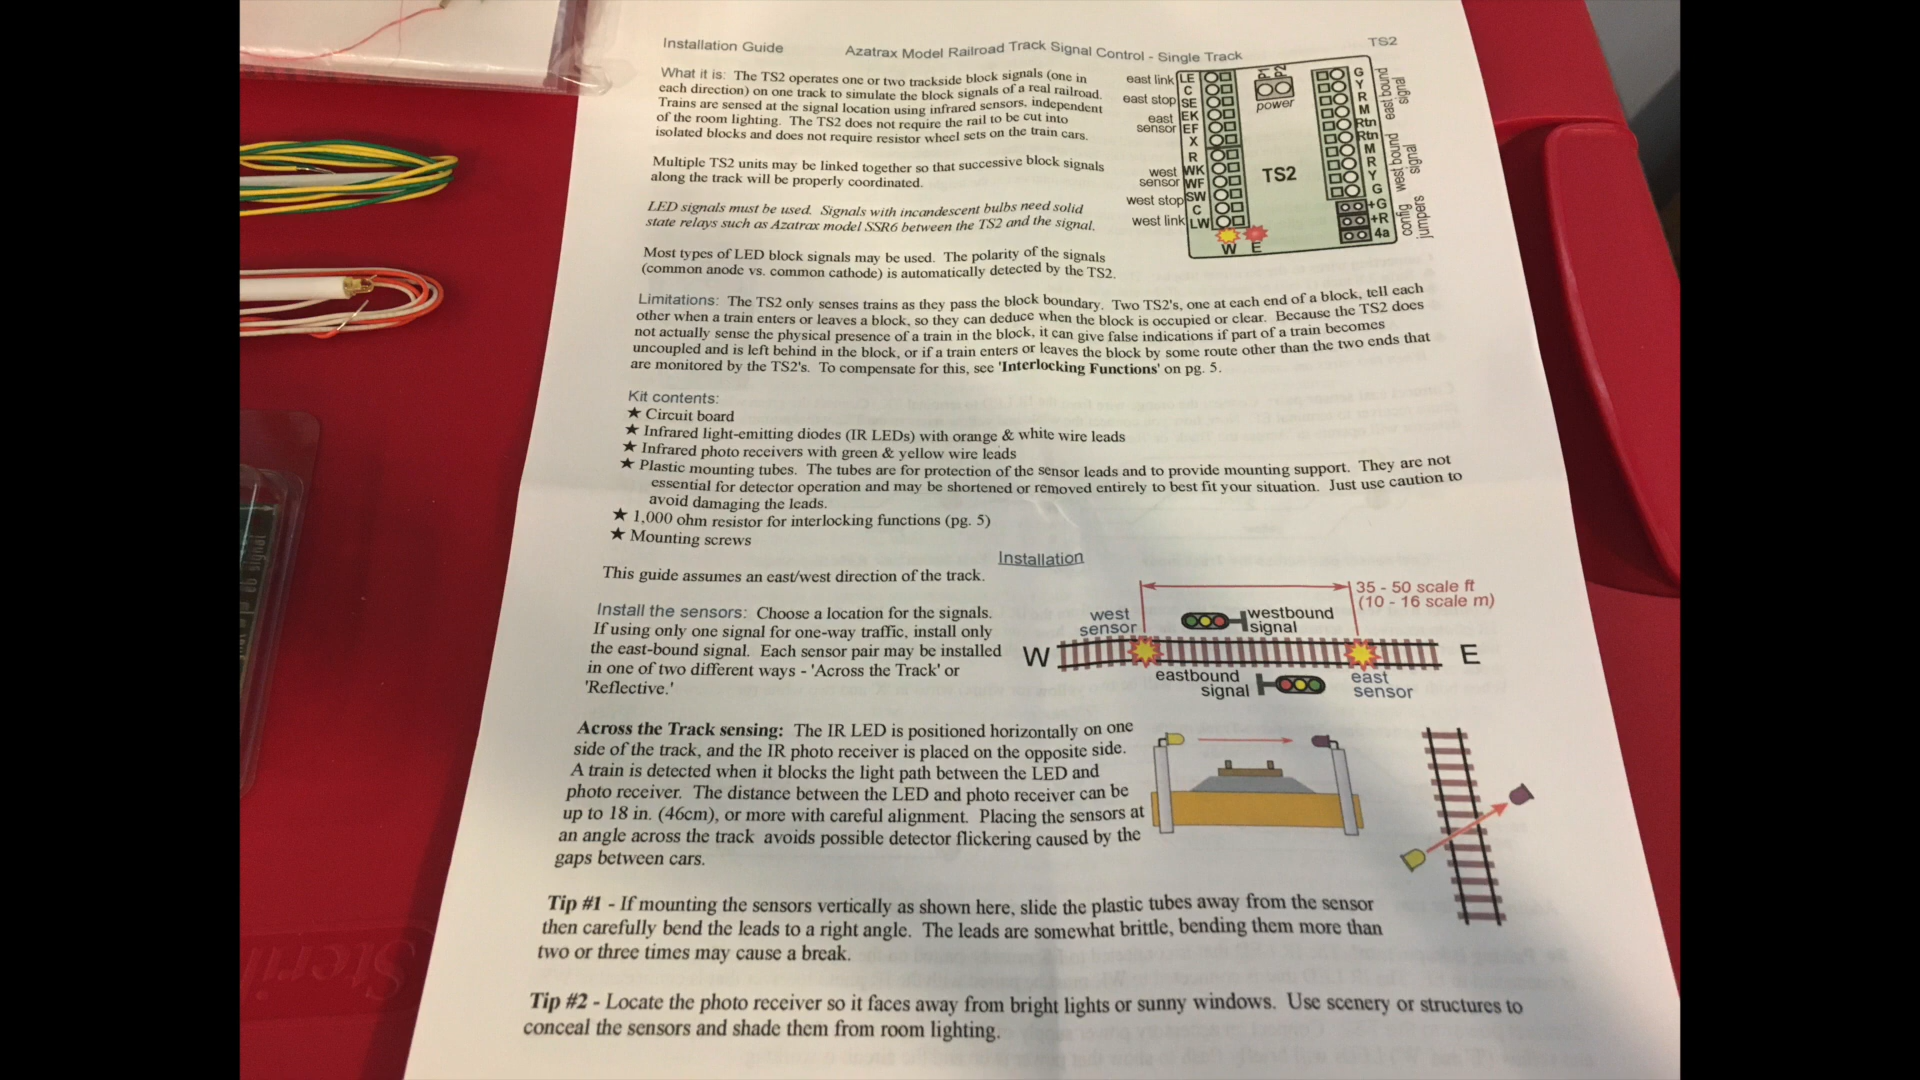 Installation Guide
Azatrax Model Railroad Track Signal Control - Single Track
TS2
What it is: The TS2 operates one or two trackside block signals (one in
each direction) on one track to simulate the block signals of a real railroad.
Trains are sensed at the signal location using infrared sensors, independent
of the room lighting. The TS2 does not require the rail to be cut into
isolated blocks and does not require resistor wheel sets on the train cars.
Multiple TS2 units may be linked together so that successive block signals
along the track will be properly coordinated.
LED signals must be used. Signals with incandescent bulbs need solid
state relays such as Azatrax model SSR6 between the TS2 and the signal.
Most types of LED block signals may be used. The polarity of the signals
(common anode vs. common cathode) is automatically detected by the TS2.
east link LE
C
east stop SE
east EK
sensor EF
X
R
west WK
sensor WF
west stop SW
C
west link LW
W E
P1
P2
power
TS2
G
Y
R
M
Rtn
Rtn
M
R
Y
G
+G
+R
4a
east bound
signal
west bound
signal
config
jumpers
Limitations: The TS2 only senses trains as they pass the block boundary. Two TS2's, one at each end of a block, tell each
other when a train enters or leaves a block, so they can deduce when the block is occupied or clear. Because the TS2 does
not actually sense the physical presence of a train in the block, it can give false indications if part of a train becomes
uncoupled and is left behind in the block, or if a train enters or leaves the block by some route other than the two ends that
are monitored by the TS2's. To compensate for this, see 'Interlocking Functions' on pg. 5.
Kit contents:
★ Circuit board
★ Infrared light-emitting diodes (IR LEDs) with orange & white wire leads
★ Infrared photo receivers with green & yellow wire leads
★ Plastic mounting tubes. The tubes are for protection of the sensor leads and to provide mounting support. They are not
essential for detector operation and may be shortened or removed entirely to best fit your situation. Just use caution to
avoid damaging the leads.
★ 1,000 ohm resistor for interlocking functions (pg. 5)
★ Mounting screws
Installation
This guide assumes an east/west direction of the track.
Install the sensors: Choose a location for the signals.
If using only one signal for one-way traffic, install only
the east-bound signal. Each sensor pair may be installed
in one of two different ways - 'Across the Track' or
'Reflective.'
35 - 50 scale ft
(10 - 16 scale m)
west
sensor
westbound
signal
W
E
eastbound
signal
east
sensor
Across the Track sensing: The IR LED is positioned horizontally on one
side of the track, and the IR photo receiver is placed on the opposite side.
A train is detected when it blocks the light path between the LED and
photo receiver. The distance between the LED and photo receiver can be
up to 18 in. (46cm), or more with careful alignment. Placing the sensors at
an angle across the track avoids possible detector flickering caused by the
gaps between cars.
Tip #1 - If mounting the sensors vertically as shown here, slide the plastic tubes away from the sensor
then carefully bend the leads to a right angle. The leads are somewhat brittle, bending them more than
two or three times may cause a break.
Tip #2 - Locate the photo receiver so it faces away from bright lights or sunny windows. Use scenery or structures to
conceal the sensors and shade them from room lighting.